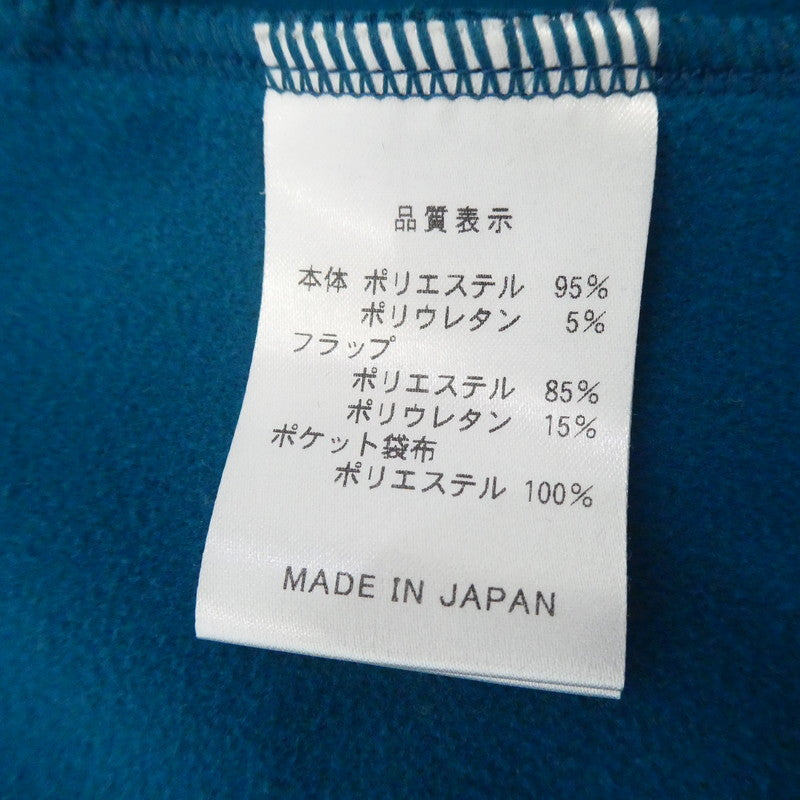 品質表示
本体 ポリエステル 95%
ポリウレタン 5%
フラップ
ポリエステル 85%
ポリウレタン 15%
ポケット袋布
ポリエステル 100%
MADE IN JAPAN